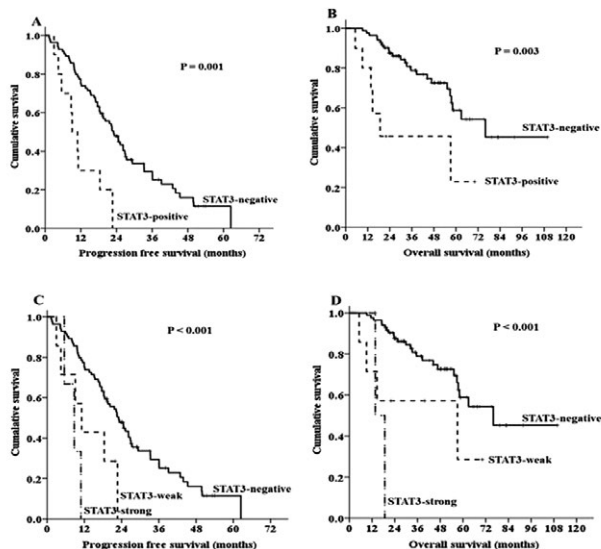 A
P = 0.001
Cumulative survival
1.0
0.8
0.6
0.4
0.2
0.0
STAT3-negative
STAT3-positive
0 12 24 36 48 60 72
Progression free survival (months)
B
P = 0.003
Cumulative survival
1.0
0.8
0.6
0.4
0.2
0.0
STAT3-negative
STAT3-positive
0 12 24 36 48 60 72 84 96 108 120
Overall survival (months)
C
P < 0.001
Cumulative survival
1.0
0.8
0.6
0.4
0.2
0.0
STAT3-negative
STAT3-weak
STAT3-strong
0 12 24 36 48 60 72
Progression free survival (months)
D
P < 0.001
Cumulative survival
1.0
0.8
0.6
0.4
0.2
0.0
STAT3-negative
STAT3-weak
STAT3-strong
0 12 24 36 48 60 72 84 96 108 120
Overall survival (months)